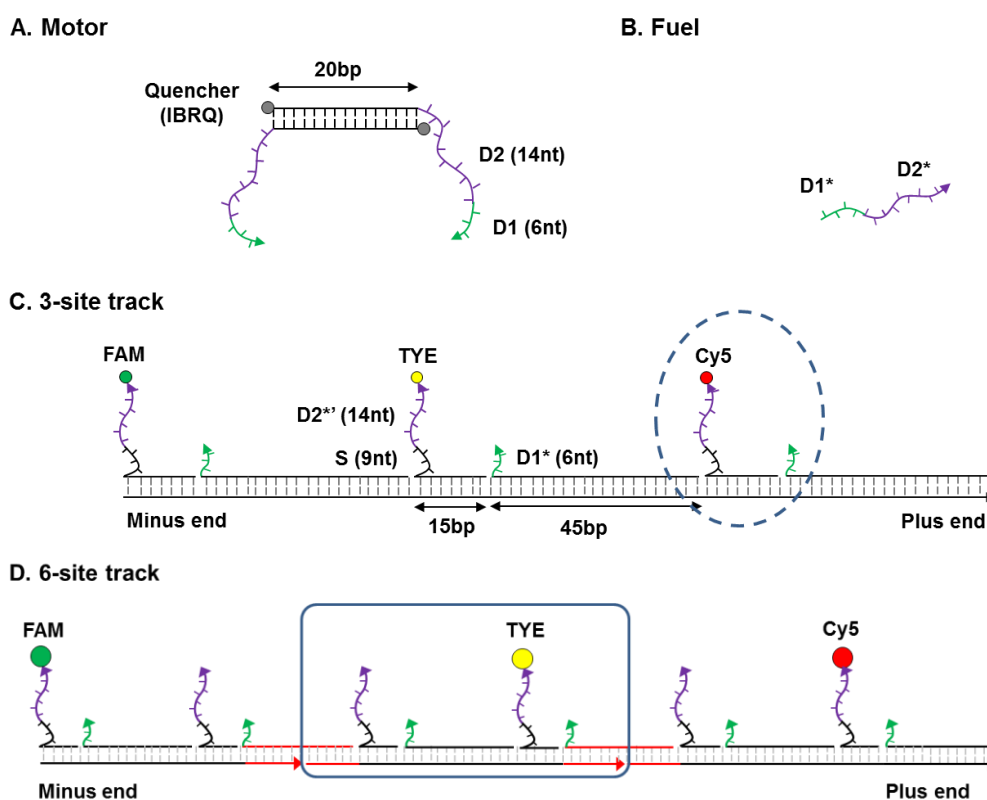 A. Motor
B. Fuel
20bp
Quencher
(IBRQ)
D2 (14nt)
D1 (6nt)
D1*
D2*
C. 3-site track
FAM
TYE
Cy5
D2*' (14nt)
S (9nt)
D1* (6nt)
Minus end
15bp
45bp
Plus end
D. 6-site track
FAM
TYE
Cy5
Minus end
Plus end